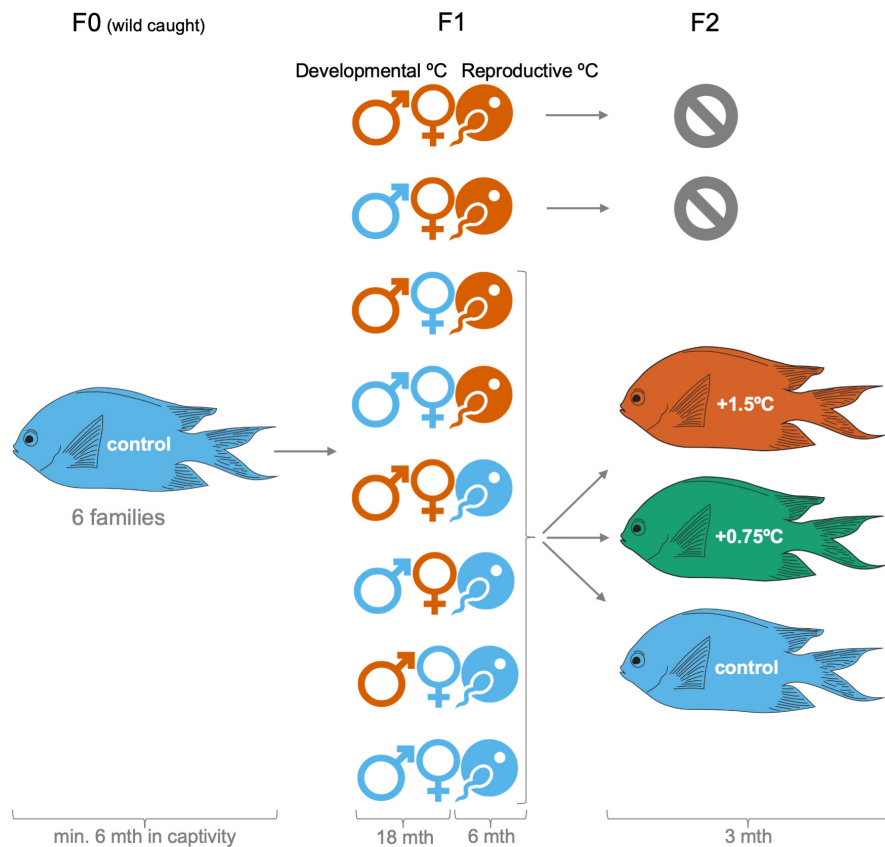 F0 (wild caught)
F1
F2
Developmental ºC
Reproductive ºC
control
6 families
+1.5ºC
+0.75ºC
control
min. 6 mth in captivity
18 mth
6 mth
3 mth